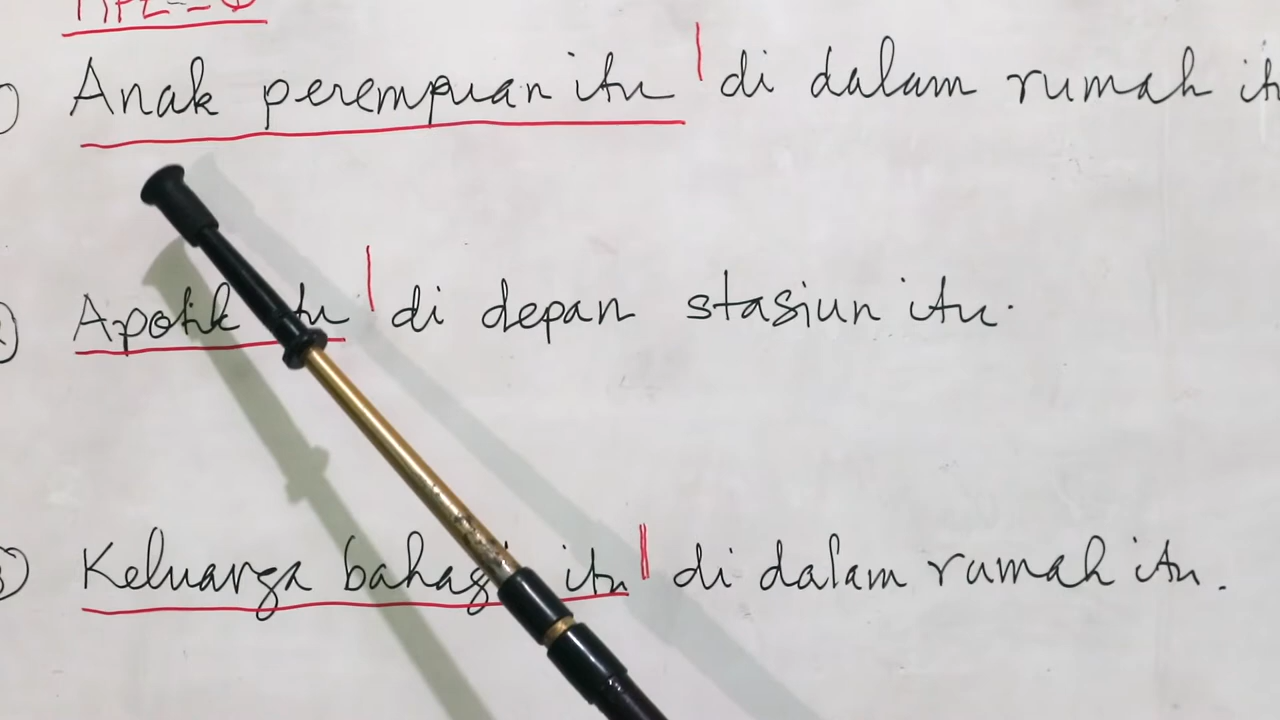 Anak perempuan itu di dalam rumah
Apotik itu di depan stasiun itu.
Keluarga bahagia itu di dalam rumah itu.